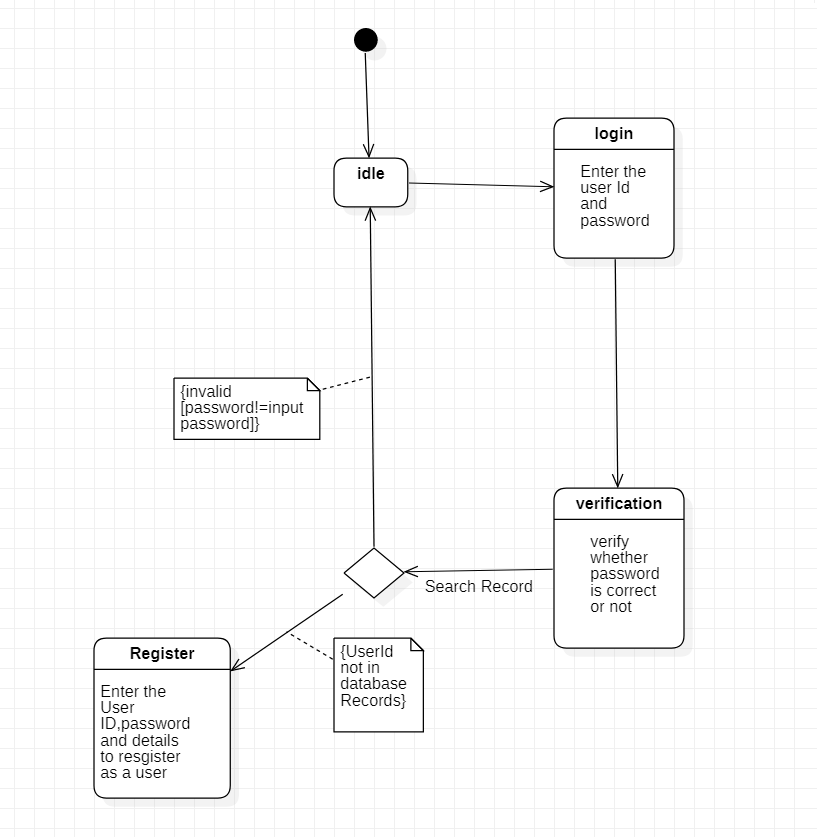 idle
login
Enter the
user Id
and
password
{invalid
[password!=input
password]}
verification
verify
whether
password
is correct
or not
Search Record
Register
Enter the
User
ID,password
and details
to resgister
as a user
{UserId
not in
database
Records}